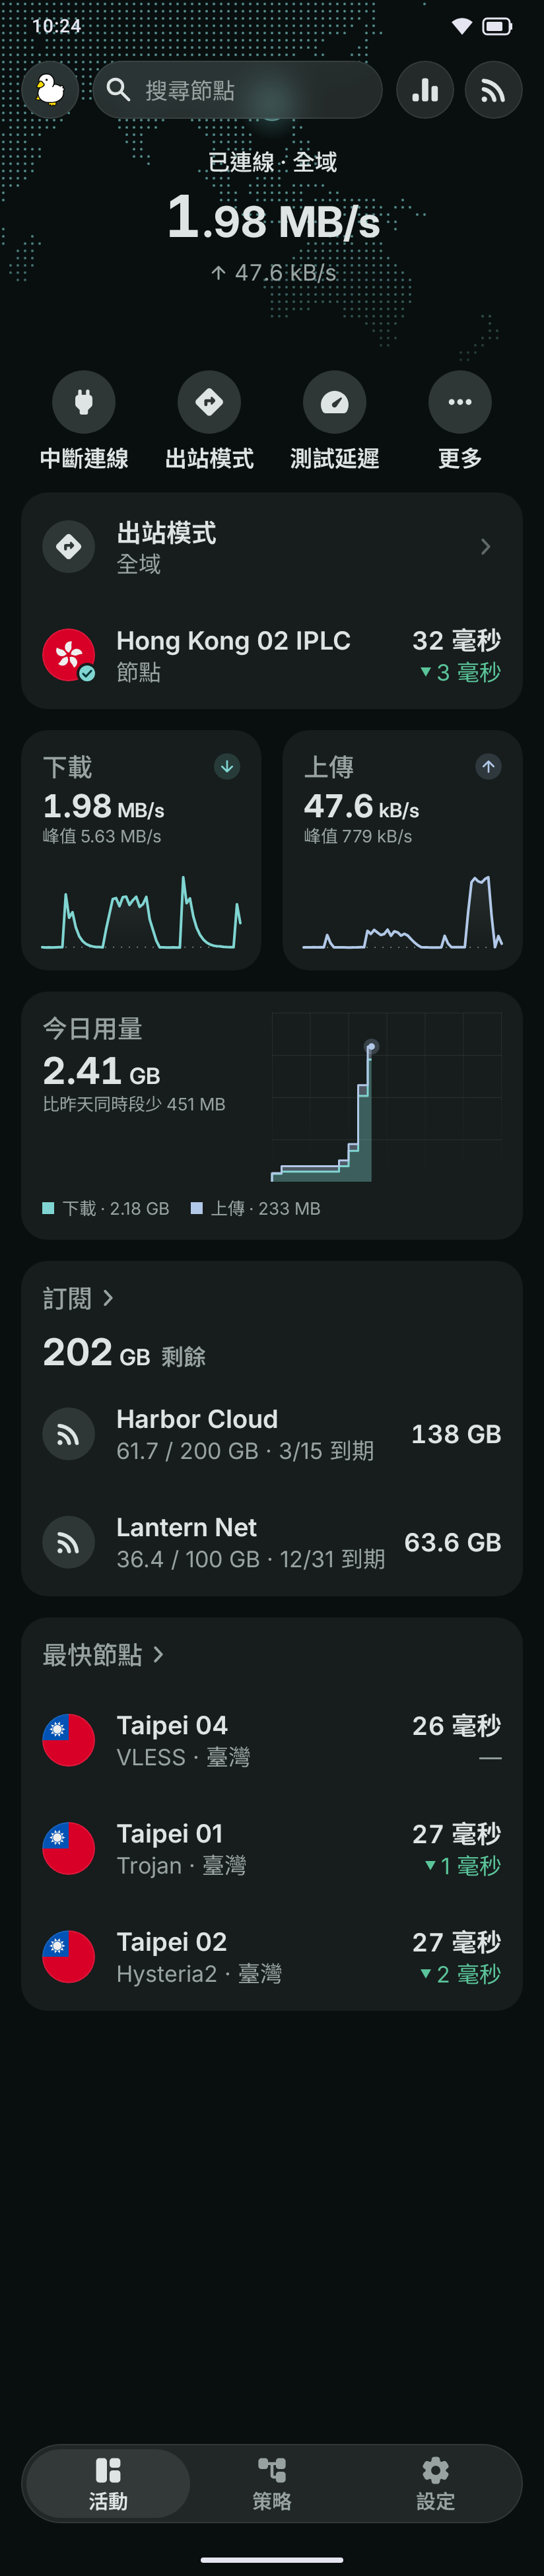 10:24
搜尋節點
已連線 · 全域
1.98 MB/s
↑ 47.6 kB/s
中斷連線
出站模式
測試延遲
更多
出站模式
全域
Hong Kong 02 IPLC
32 毫秒
節點
▼3 毫秒
下載
1.98 MB/s
峰值 5.63 MB/s
上傳
47.6 kB/s
峰值 779 kB/s
今日用量
2.41 GB
比昨天同時段少 451 MB
下載 · 2.18 GB
上傳 · 233 MB
訂閱
202 GB 剩餘
Harbor Cloud
61.7 / 200 GB · 3/15 到期
138 GB
Lantern Net
36.4 / 100 GB · 12/31 到期
63.6 GB
最快節點
Taipei 04
26 毫秒
VLESS · 臺灣
—
Taipei 01
27 毫秒
Trojan · 臺灣
▼1 毫秒
Taipei 02
27 毫秒
Hysteria2 · 臺灣
▼2 毫秒
活動
策略
設定